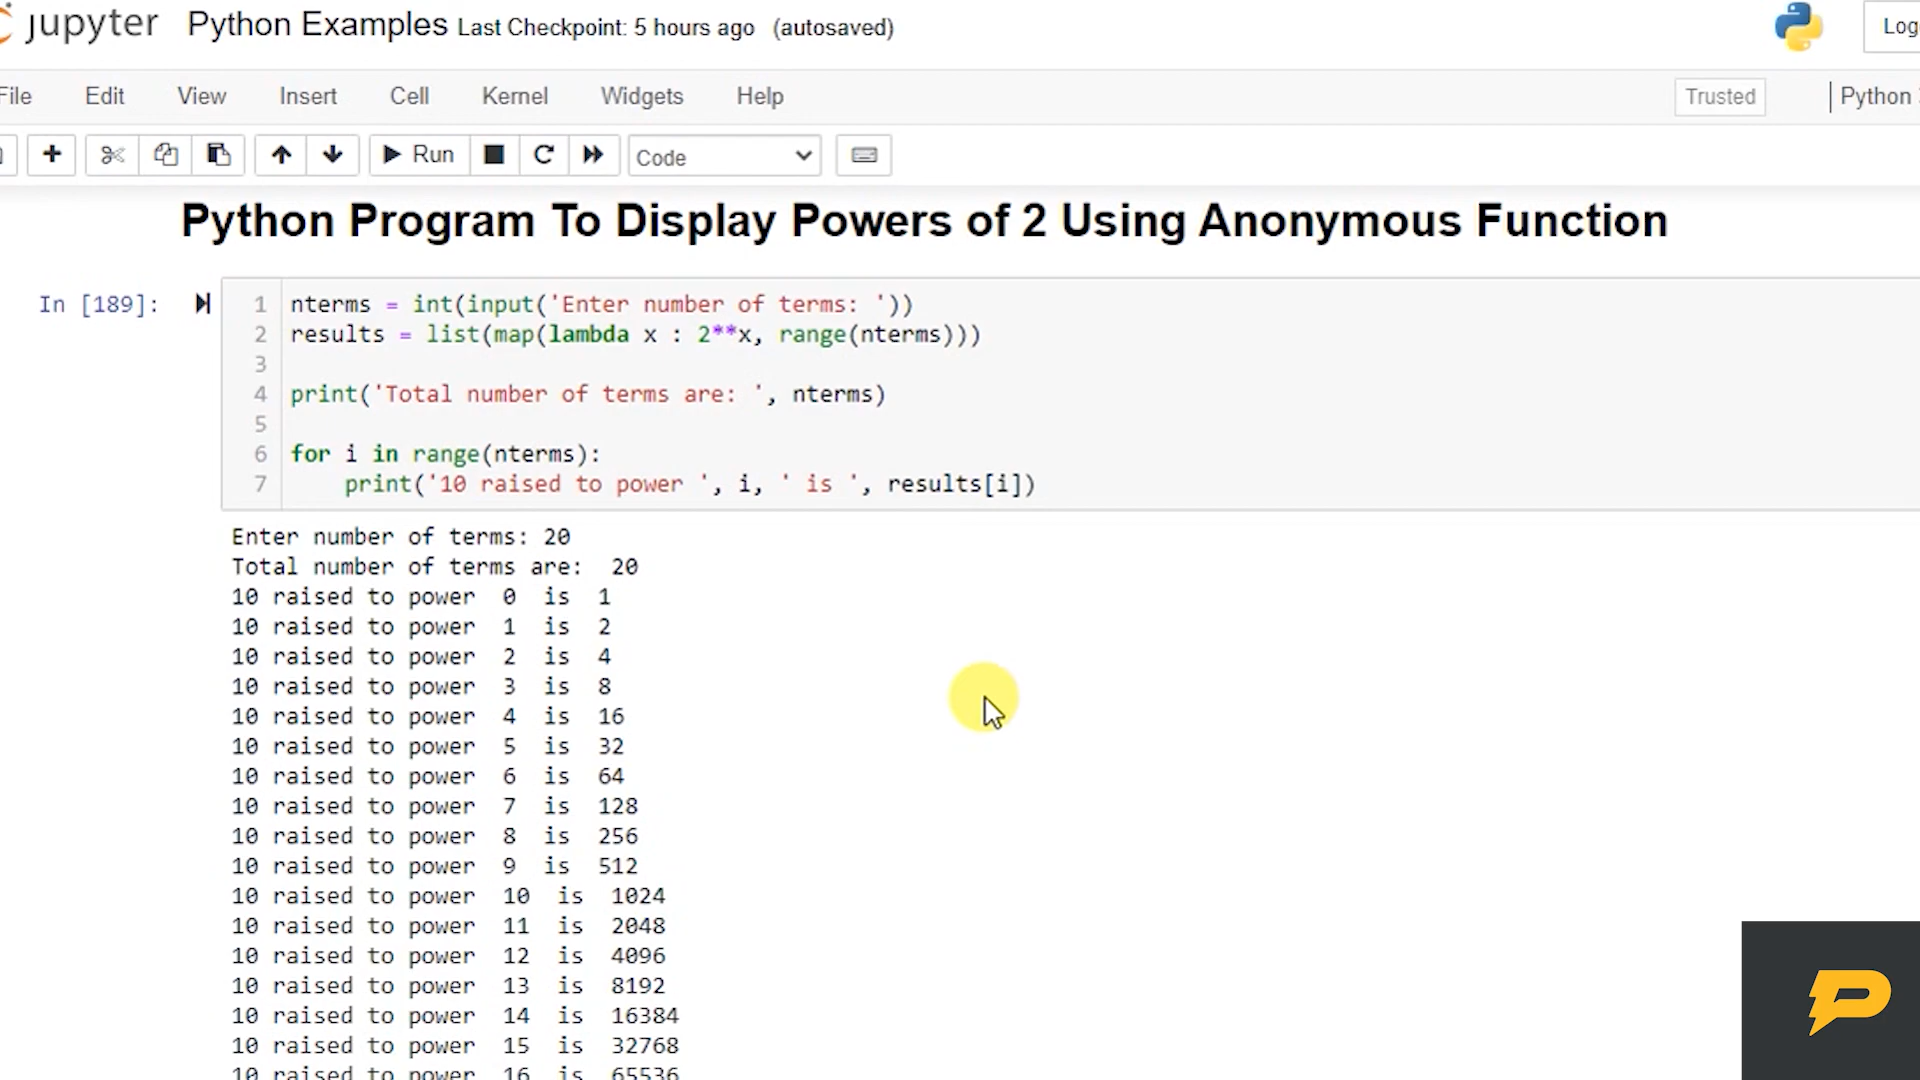 jupyter Python Examples Last Checkpoint: 5 hours ago (autosaved)
File Edit View Insert Cell Kernel Widgets Help Trusted Python
Run Code
Python Program To Display Powers of 2 Using Anonymous Function
In [189]:
1 nterms = int(input('Enter number of terms: '))
2 results = list(map(lambda x : 2**x, range(nterms)))
3
4 print('Total number of terms are: ', nterms)
5
6 for i in range(nterms):
7     print('10 raised to power ', i, ' is ', results[i])
Enter number of terms: 20
Total number of terms are:  20
10 raised to power  0  is  1
10 raised to power  1  is  2
10 raised to power  2  is  4
10 raised to power  3  is  8
10 raised to power  4  is  16
10 raised to power  5  is  32
10 raised to power  6  is  64
10 raised to power  7  is  128
10 raised to power  8  is  256
10 raised to power  9  is  512
10 raised to power  10  is  1024
10 raised to power  11  is  2048
10 raised to power  12  is  4096
10 raised to power  13  is  8192
10 raised to power  14  is  16384
10 raised to power  15  is  32768
10 raised to power  16  is  65536